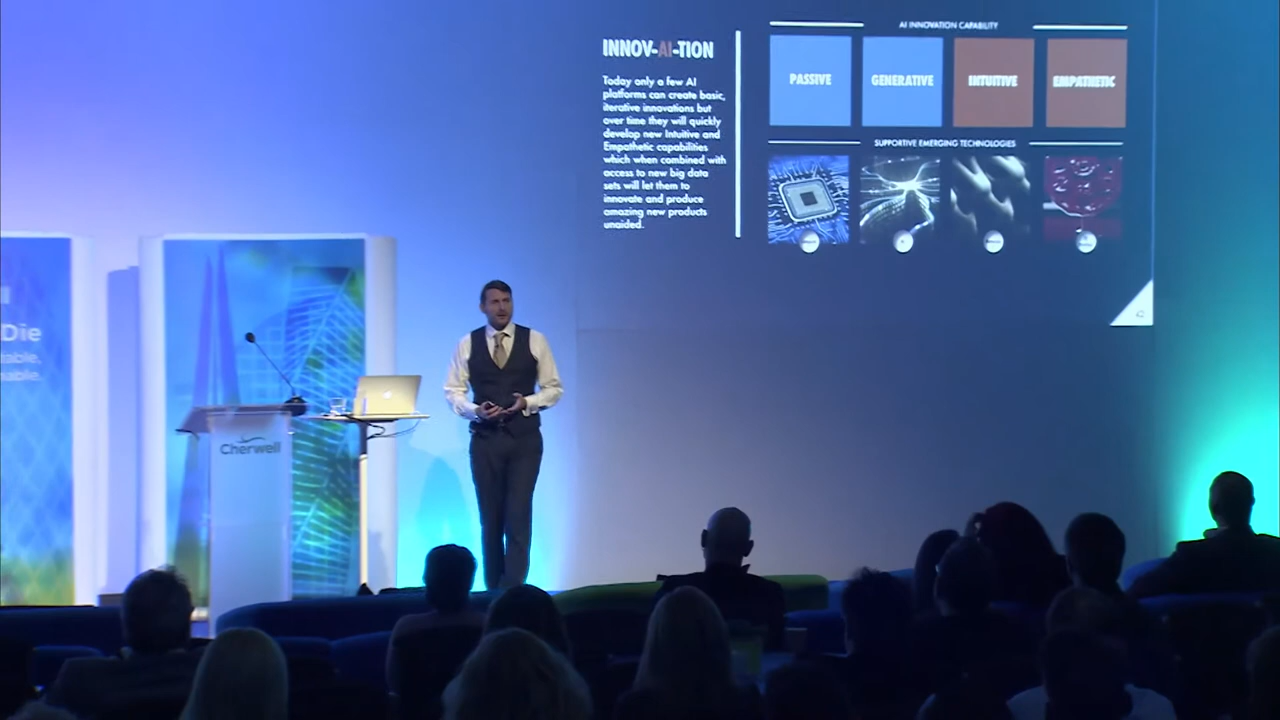 INNOV-AI-TION
Today only a few AI
platforms can create basic,
iterative innovations but
over time they will quickly
develop new Intuitive and
Empathetic capabilities
which when combined with
access to new big data
sets will let them to
innovate and produce
amazing new products
unaided.
AI INNOVATION CAPABILITY
PASSIVE
GENERATIVE
INTUITIVE
EMPATHETIC
SUPPORTIVE EMERGING TECHNOLOGIES
Die
Cherwell